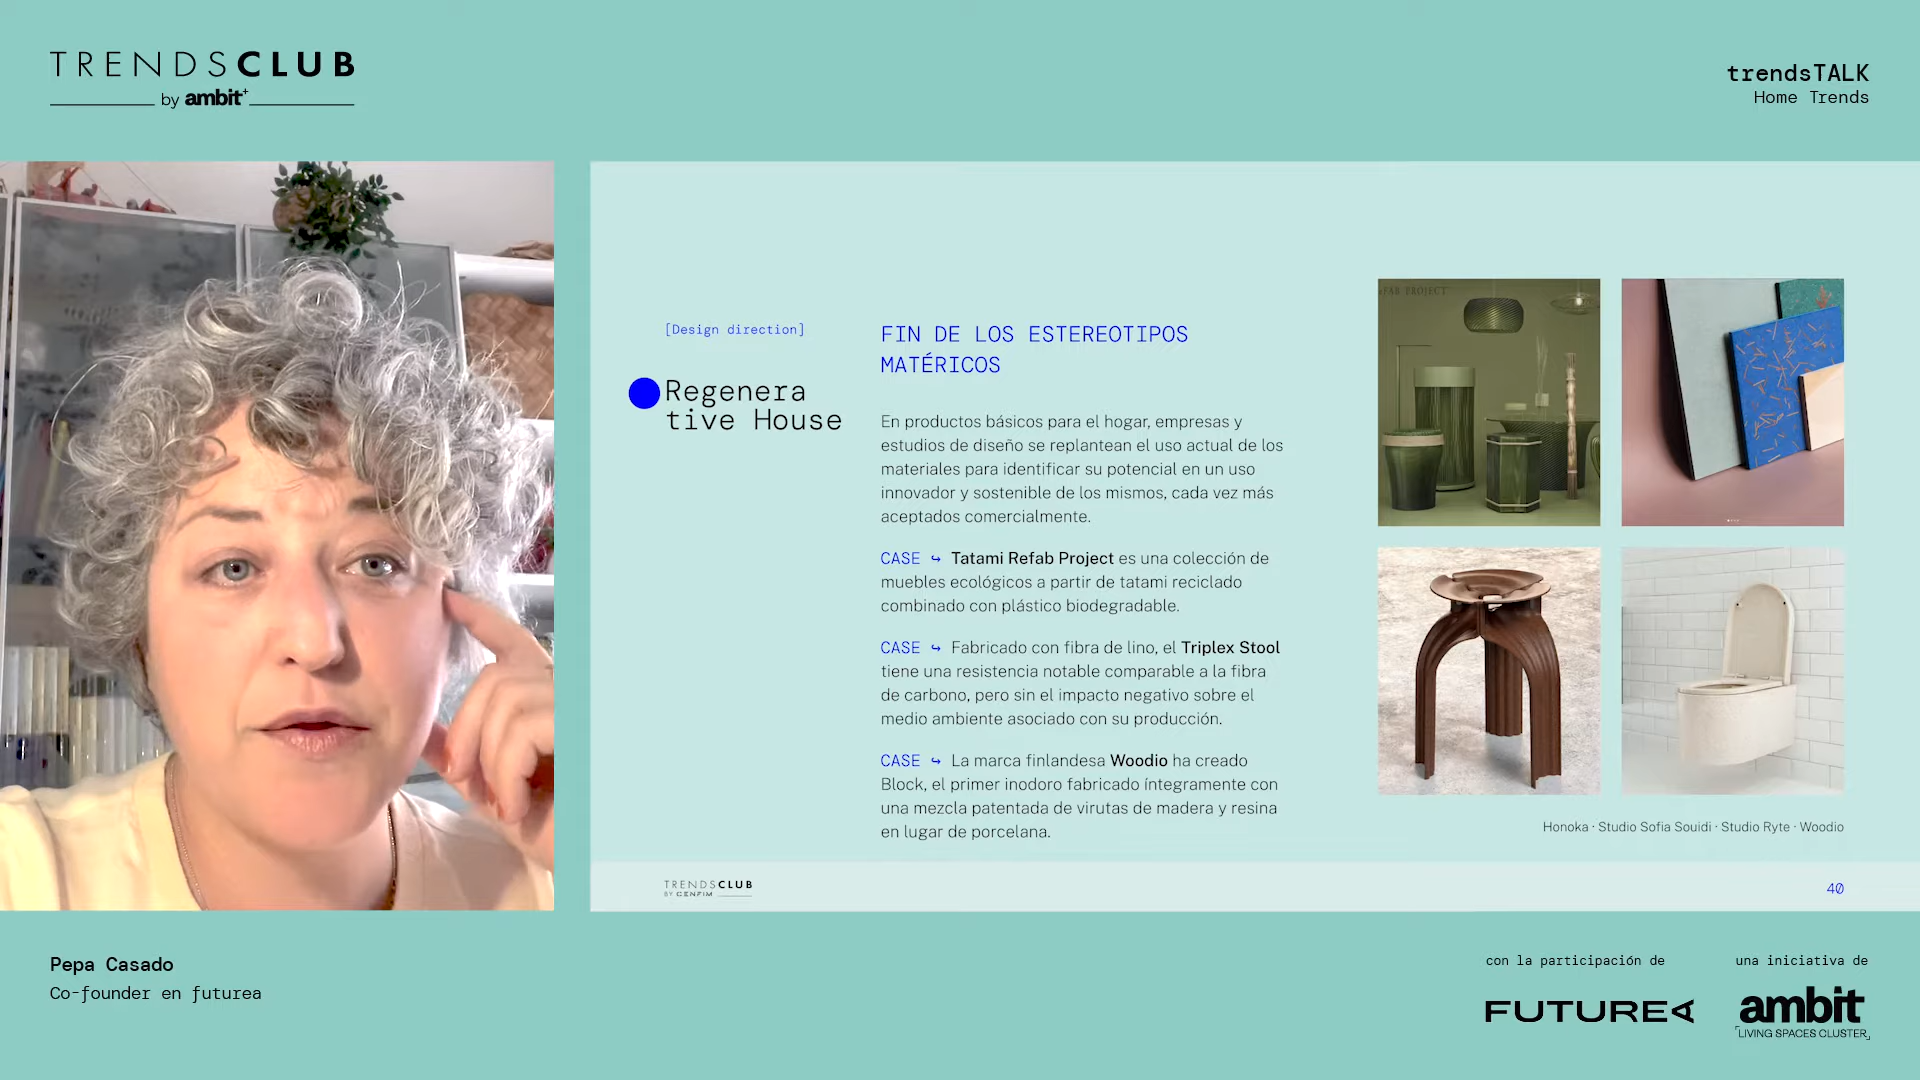 TRENDSCLUB
by ambit+
trendsTALK
Home Trends
[Design direction]
Regenera
tive House
FIN DE LOS ESTEREOTIPOS
MATÉRICOS
En productos básicos para el hogar, empresas y
estudios de diseño se replantean el uso actual de los
materiales para identificar su potencial en un uso
innovador y sostenible de los mismos, cada vez más
aceptados comercialmente.
CASE ↪ Tatami Refab Project es una colección de
muebles ecológicos a partir de tatami reciclado
combinado con plástico biodegradable.
CASE ↪ Fabricado con fibra de lino, el Triplex Stool
tiene una resistencia notable comparable a la fibra
de carbono, pero sin el impacto negativo sobre el
medio ambiente asociado con su producción.
CASE ↪ La marca finlandesa Woodio ha creado
Block, el primer inodoro fabricado íntegramente con
una mezcla patentada de virutas de madera y resina
en lugar de porcelana.
FAB PROJECT
Honoka · Studio Sofia Souidi · Studio Ryte · Woodio
TRENDSCLUB
BY CENFIM
40
Pepa Casado
Co-founder en futurea
con la participación de
FUTUREA
una iniciativa de
ambit
LIVING SPACES CLUSTER